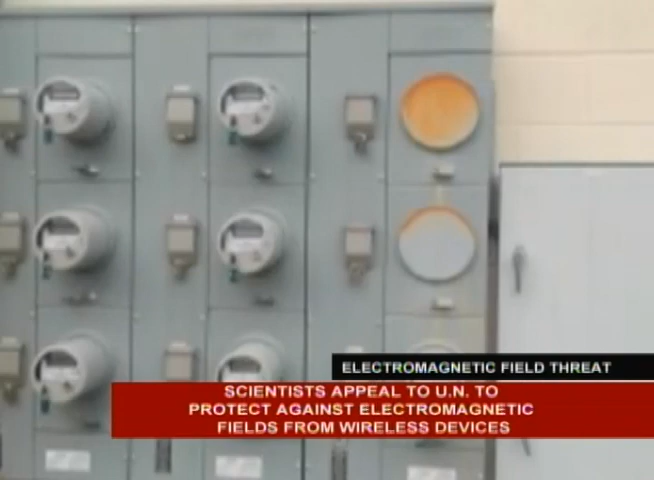 ELECTROMAGNETIC FIELD THREAT
SCIENTISTS APPEAL TO U.N. TO
PROTECT AGAINST ELECTROMAGNETIC
FIELDS FROM WIRELESS DEVICES